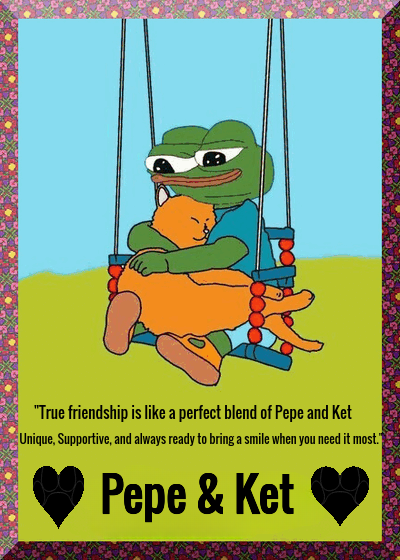 "True friendship is like a perfect blend of Pepe and Ket
Unique, Supportive, and always ready to bring a smile when you need it most."
Pepe & Ket